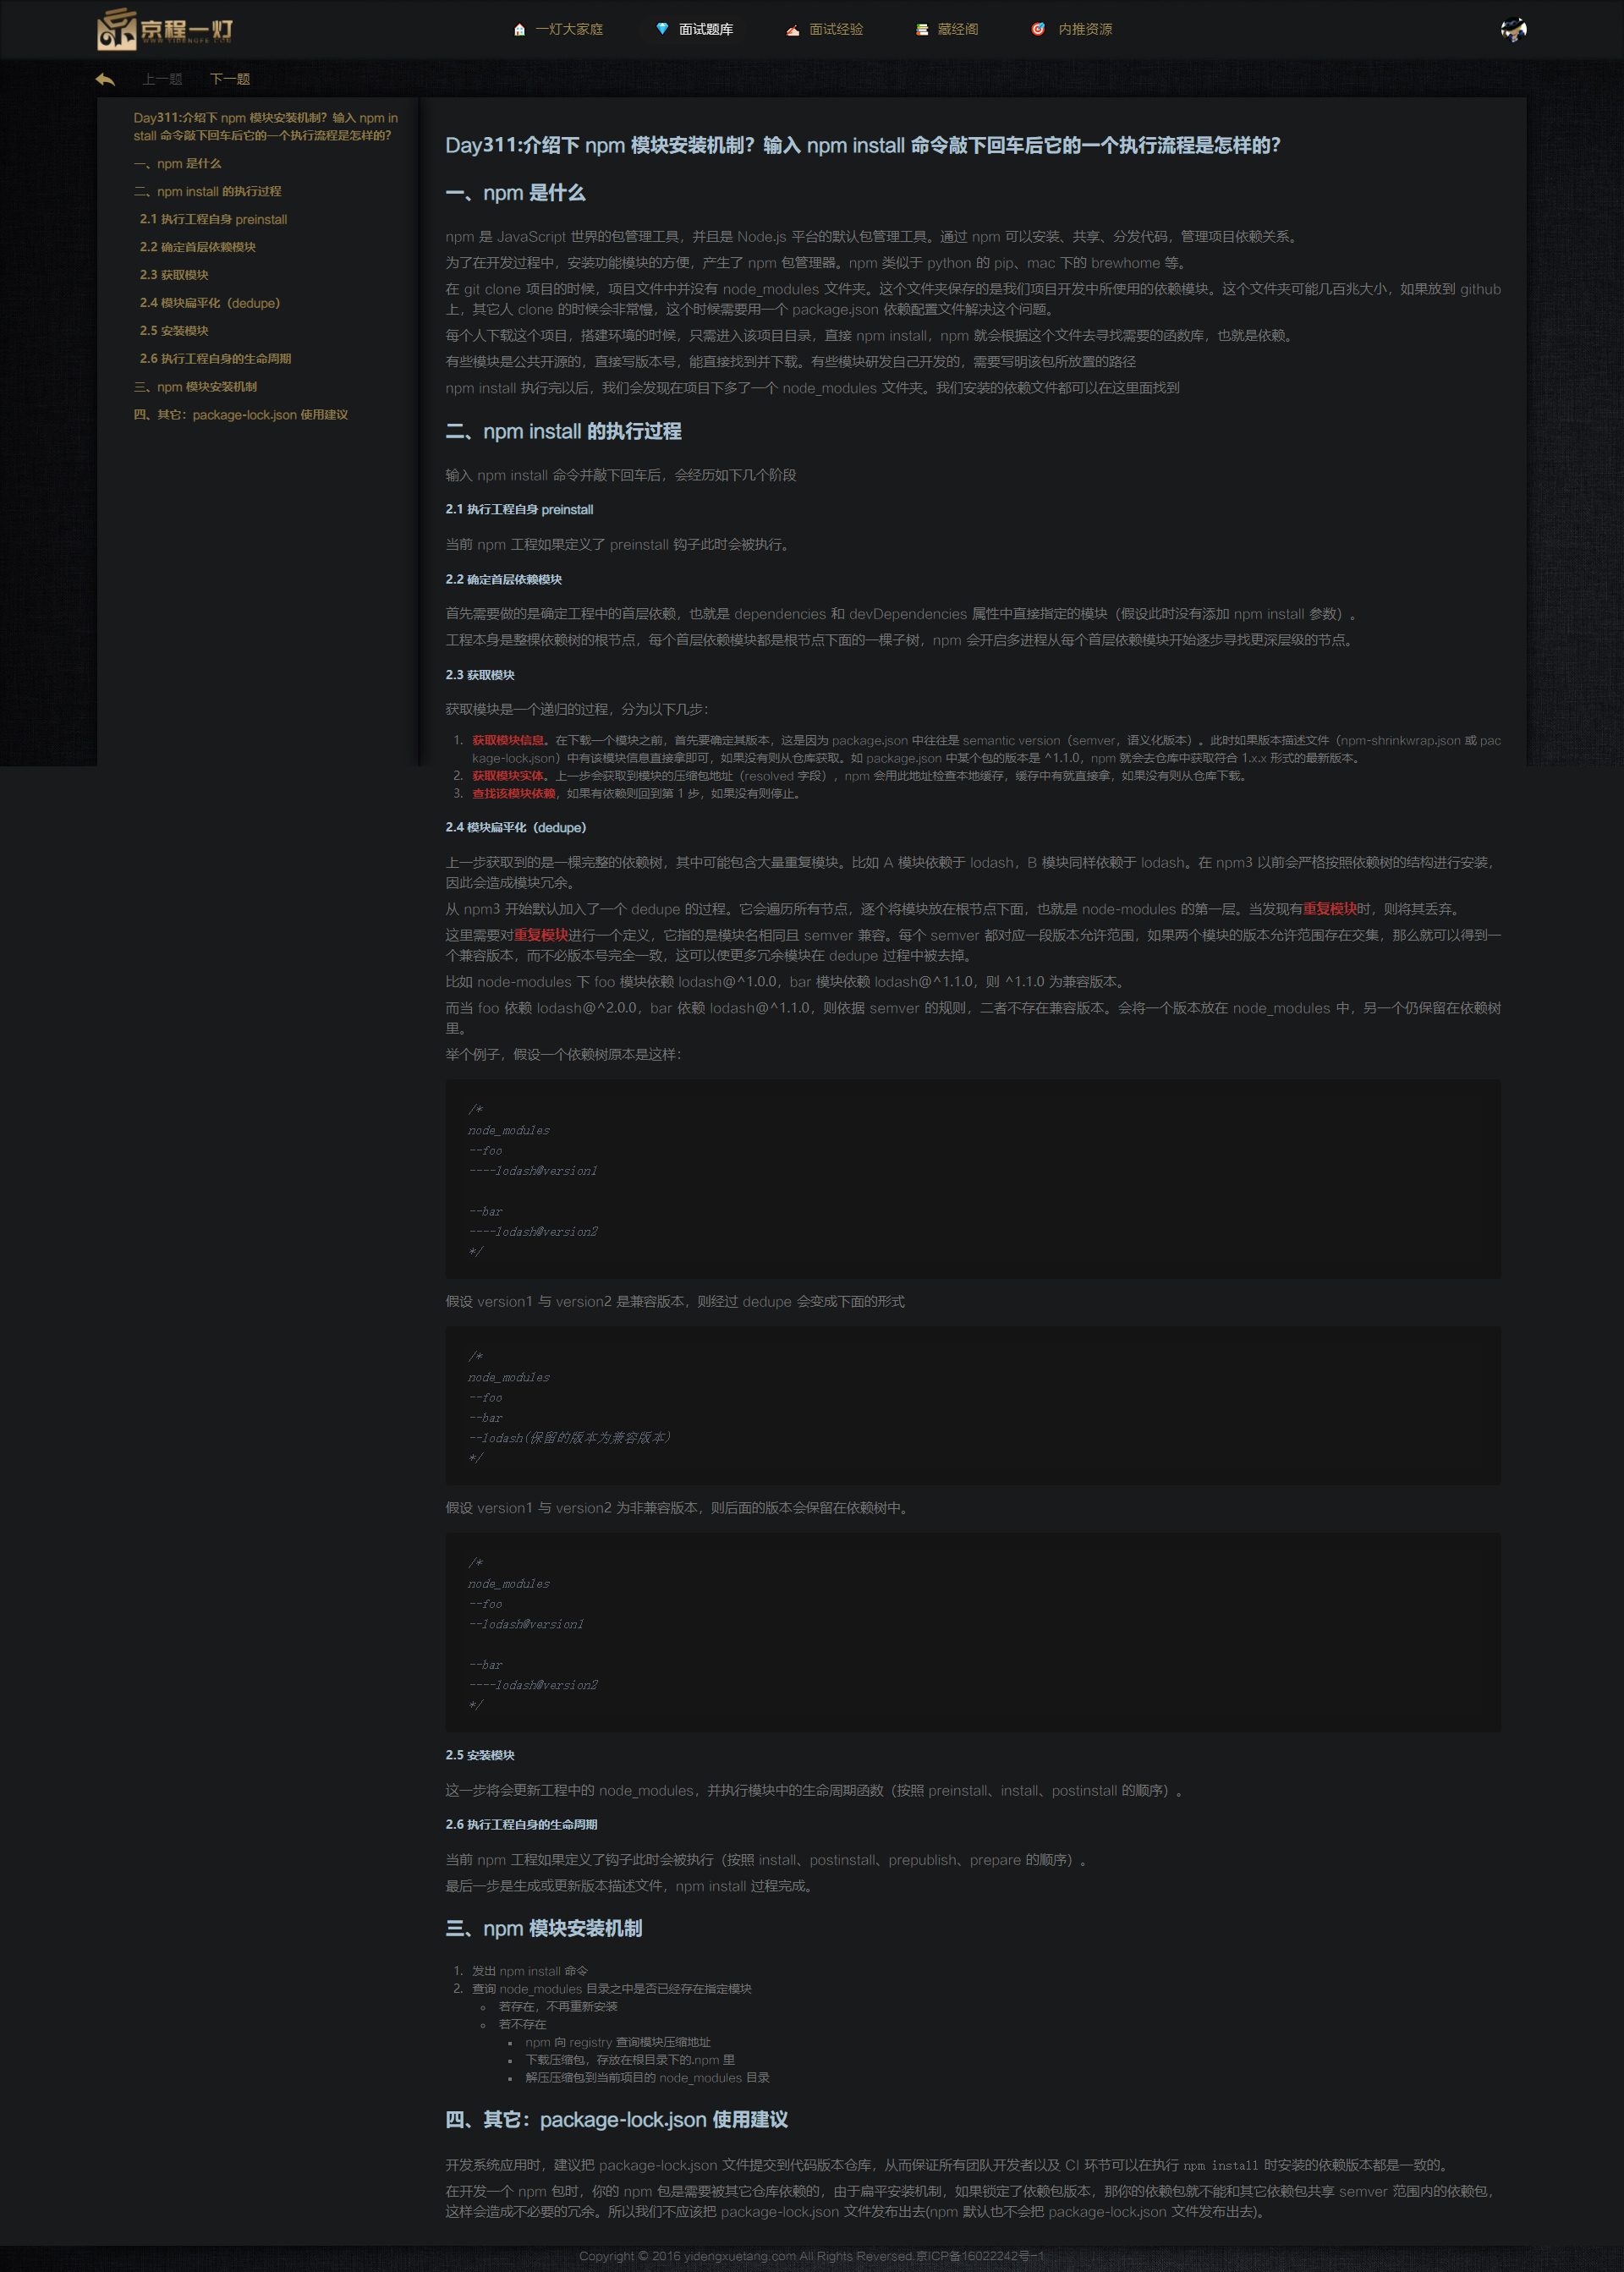 京程一灯
WWW.YIDENGFE.COM
一灯大家庭
面试题库
面试经验
藏经阁
内推资源
上一题
下一题
Day311:介绍下 npm 模块安装机制？输入 npm in
stall 命令敲下回车后它的一个执行流程是怎样的？
一、npm 是什么
二、npm install 的执行过程
2.1 执行工程自身 preinstall
2.2 确定首层依赖模块
2.3 获取模块
2.4 模块扁平化（dedupe）
2.5 安装模块
2.6 执行工程自身的生命周期
三、npm 模块安装机制
四、其它：package-lock.json 使用建议
Day311:介绍下 npm 模块安装机制？输入 npm install 命令敲下回车后它的一个执行流程是怎样的？
一、npm 是什么
npm 是 JavaScript 世界的包管理工具，并且是 Node.js 平台的默认包管理工具。通过 npm 可以安装、共享、分发代码，管理项目依赖关系。
为了在开发过程中，安装功能模块的方便，产生了 npm 包管理器。npm 类似于 python 的 pip、mac 下的 brewhome 等。
在 git clone 项目的时候，项目文件中并没有 node_modules 文件夹。这个文件夹保存的是我们项目开发中所使用的依赖模块。这个文件夹可能几百兆大小，如果放到 github
上，其它人 clone 的时候会非常慢，这个时候需要用一个 package.json 依赖配置文件解决这个问题。
每个人下载这个项目，搭建环境的时候，只需进入该项目目录，直接 npm install，npm 就会根据这个文件去寻找需要的函数库，也就是依赖。
有些模块是公共开源的，直接写版本号，能直接找到并下载。有些模块研发自己开发的，需要写明该包所放置的路径
npm install 执行完以后，我们会发现在项目下多了一个 node_modules 文件夹。我们安装的依赖文件都可以在这里面找到
二、npm install 的执行过程
输入 npm install 命令并敲下回车后，会经历如下几个阶段
2.1 执行工程自身 preinstall
当前 npm 工程如果定义了 preinstall 钩子此时会被执行。
2.2 确定首层依赖模块
首先需要做的是确定工程中的首层依赖，也就是 dependencies 和 devDependencies 属性中直接指定的模块（假设此时没有添加 npm install 参数）。
工程本身是整棵依赖树的根节点，每个首层依赖模块都是根节点下面的一棵子树，npm 会开启多进程从每个首层依赖模块开始逐步寻找更深层级的节点。
2.3 获取模块
获取模块是一个递归的过程，分为以下几步：
1. 获取模块信息。在下载一个模块之前，首先要确定其版本，这是因为 package.json 中往往是 semantic version（semver，语义化版本）。此时如果版本描述文件（npm-shrinkwrap.json 或 pac
kage-lock.json）中有该模块信息直接拿即可，如果没有则从仓库获取。如 package.json 中某个包的版本是 ^1.1.0，npm 就会去仓库中获取符合 1.x.x 形式的最新版本。
2. 获取模块实体。上一步会获取到模块的压缩包地址（resolved 字段），npm 会用此地址检查本地缓存，缓存中有就直接拿，如果没有则从仓库下载。
3. 查找该模块依赖，如果有依赖则回到第 1 步，如果没有则停止。
2.4 模块扁平化（dedupe）
上一步获取到的是一棵完整的依赖树，其中可能包含大量重复模块。比如 A 模块依赖于 lodash，B 模块同样依赖于 lodash。在 npm3 以前会严格按照依赖树的结构进行安装，
因此会造成模块冗余。
从 npm3 开始默认加入了一个 dedupe 的过程。它会遍历所有节点，逐个将模块放在根节点下面，也就是 node-modules 的第一层。当发现有重复模块时，则将其丢弃。
这里需要对重复模块进行一个定义，它指的是模块名相同且 semver 兼容。每个 semver 都对应一段版本允许范围，如果两个模块的版本允许范围存在交集，那么就可以得到一
个兼容版本，而不必版本号完全一致，这可以使更多冗余模块在 dedupe 过程中被去掉。
比如 node-modules 下 foo 模块依赖 lodash@^1.0.0，bar 模块依赖 lodash@^1.1.0，则 ^1.1.0 为兼容版本。
而当 foo 依赖 lodash@^2.0.0，bar 依赖 lodash@^1.1.0，则依据 semver 的规则，二者不存在兼容版本。会将一个版本放在 node_modules 中，另一个仍保留在依赖树
里。
举个例子，假设一个依赖树原本是这样：
/*
node_modules
--foo
----lodash@version1
--bar
----lodash@version2
*/
假设 version1 与 version2 是兼容版本，则经过 dedupe 会变成下面的形式
/*
node_modules
--foo
--bar
--lodash(保留的版本为兼容版本)
*/
假设 version1 与 version2 为非兼容版本，则后面的版本会保留在依赖树中。
/*
node_modules
--foo
--lodash@version1
--bar
----lodash@version2
*/
2.5 安装模块
这一步将会更新工程中的 node_modules，并执行模块中的生命周期函数（按照 preinstall、install、postinstall 的顺序）。
2.6 执行工程自身的生命周期
当前 npm 工程如果定义了钩子此时会被执行（按照 install、postinstall、prepublish、prepare 的顺序）。
最后一步是生成或更新版本描述文件，npm install 过程完成。
三、npm 模块安装机制
1. 发出 npm install 命令
2. 查询 node_modules 目录之中是否已经存在指定模块
若存在，不再重新安装
若不存在
npm 向 registry 查询模块压缩地址
下载压缩包，存放在根目录下的.npm 里
解压压缩包到当前项目的 node_modules 目录
四、其它：package-lock.json 使用建议
开发系统应用时，建议把 package-lock.json 文件提交到代码版本仓库，从而保证所有团队开发者以及 CI 环节可以在执行 npm install 时安装的依赖版本都是一致的。
在开发一个 npm 包时，你的 npm 包是需要被其它仓库依赖的，由于扁平安装机制，如果锁定了依赖包版本，那你的依赖包就不能和其它依赖包共享 semver 范围内的依赖包，
这样会造成不必要的冗余。所以我们不应该把 package-lock.json 文件发布出去(npm 默认也不会把 package-lock.json 文件发布出去)。
Copyright © 2016 yidengxuetang.com All Rights Reversed.京ICP备16022242号-1